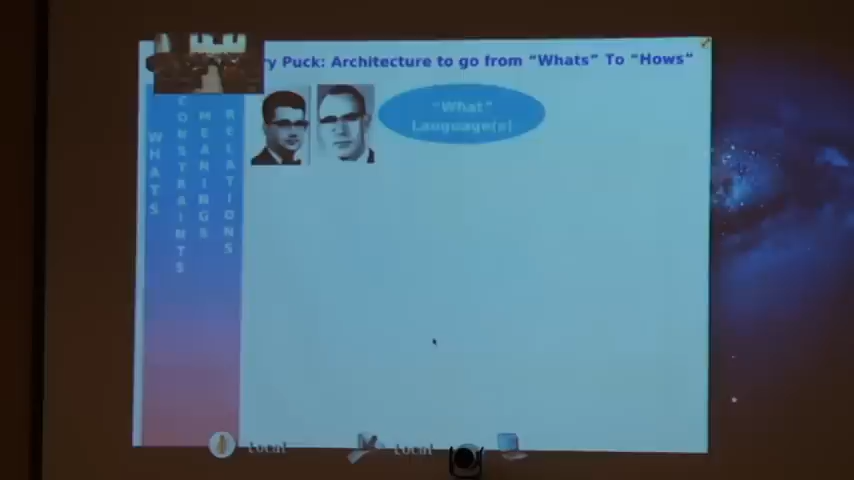 ry Puck: Architecture to go from “Whats” To “Hows”
WHATS
CONSTRAINTS
MEANINGS
RELATIONS
“What”
Language(s)
Local
Local